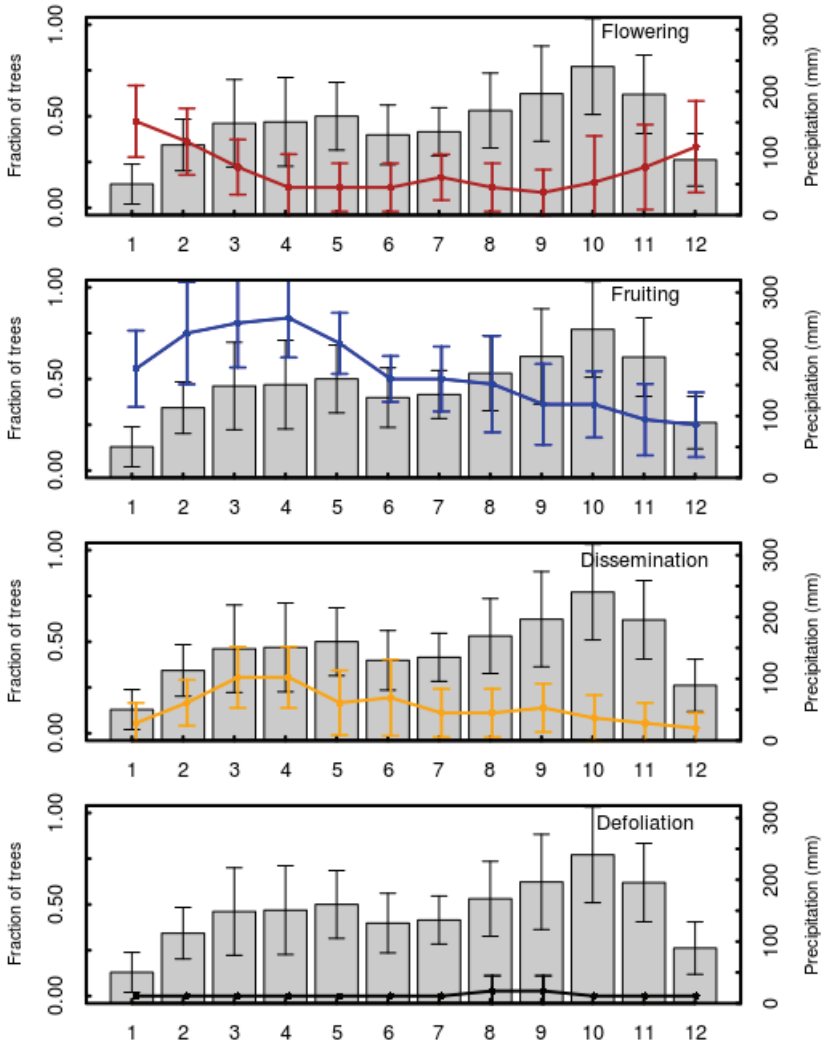 Flowering
Fraction of trees
0.00 0.50 1.00
0 100 200 300
Precipitation (mm)
1 2 3 4 5 6 7 8 9 10 11 12
Fruiting
Fraction of trees
0.00 0.50 1.00
0 100 200 300
Precipitation (mm)
1 2 3 4 5 6 7 8 9 10 11 12
Dissemination
Fraction of trees
0.00 0.50 1.00
0 100 200 300
Precipitation (mm)
1 2 3 4 5 6 7 8 9 10 11 12
Defoliation
Fraction of trees
0.00 0.50 1.00
0 100 200 300
Precipitation (mm)
1 2 3 4 5 6 7 8 9 10 11 12